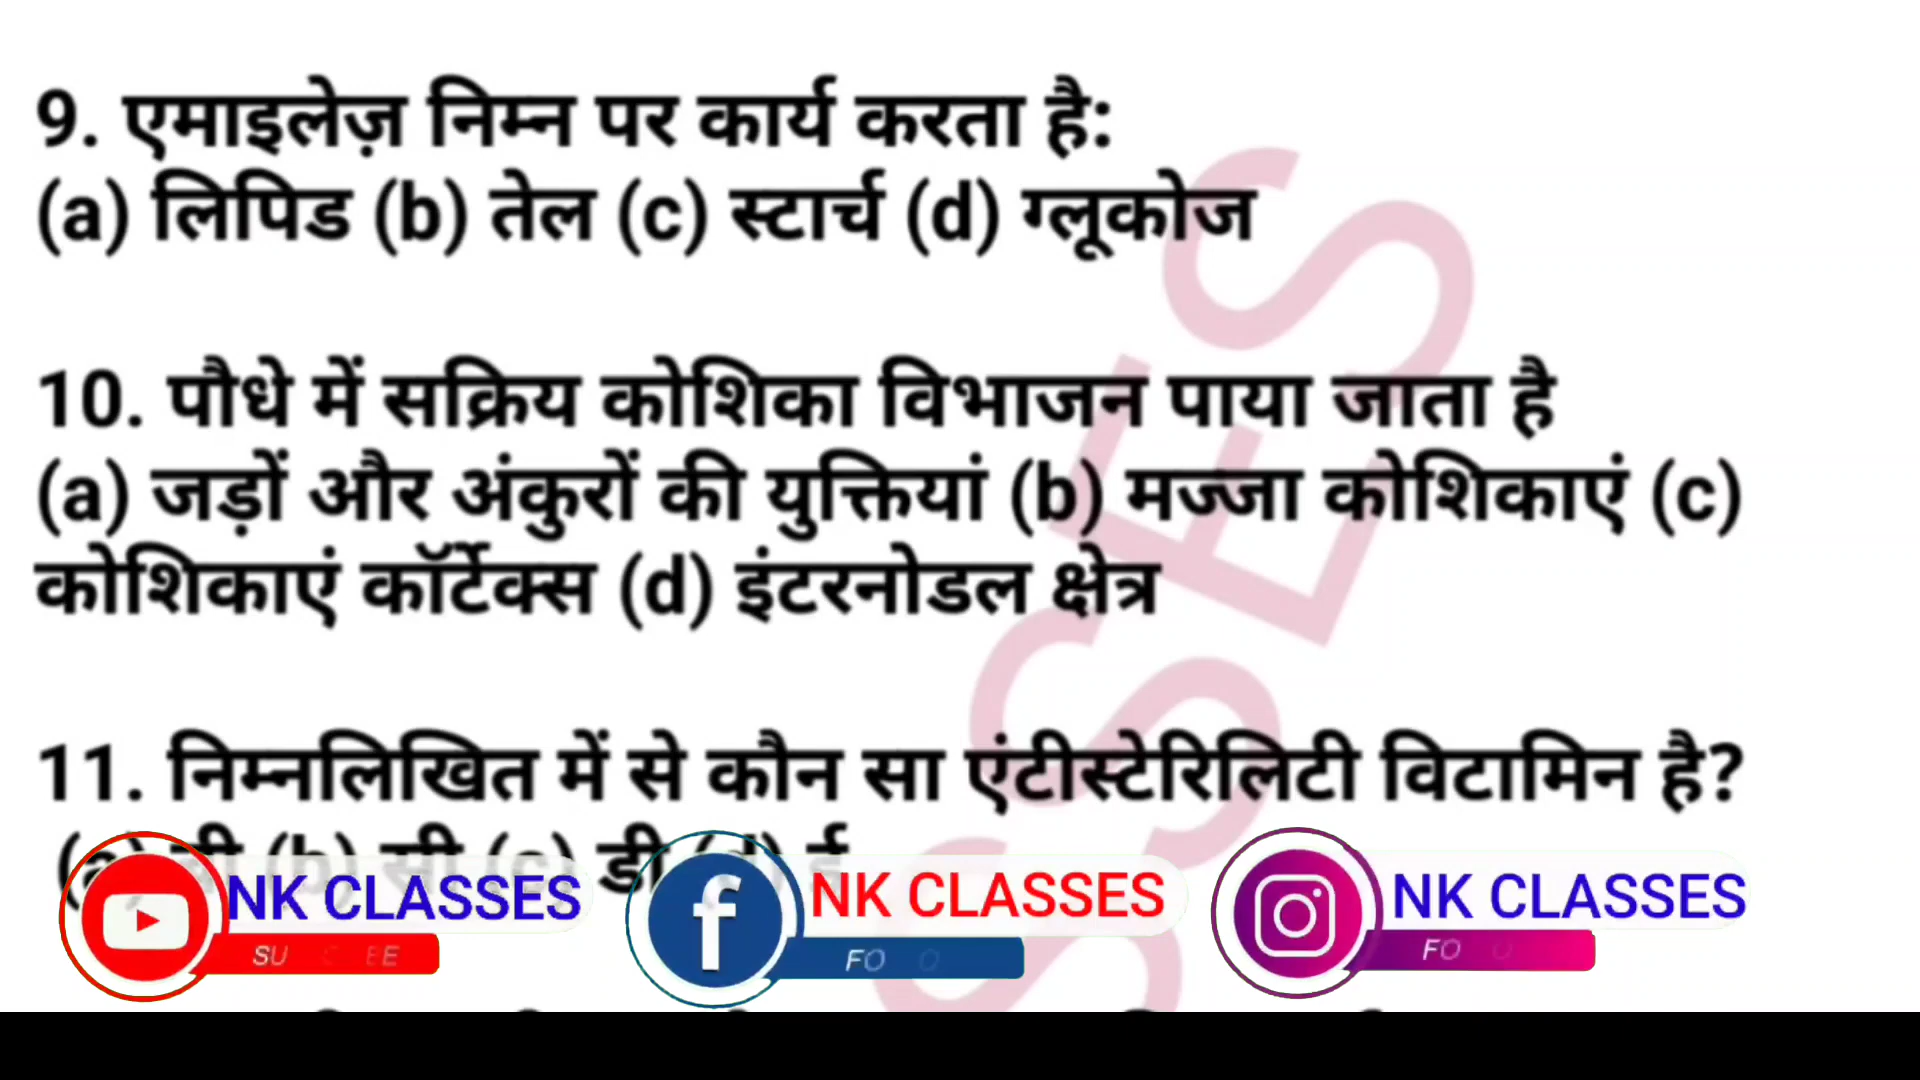 9. एमाइलेज़ निम्न पर कार्य करता है:
(a) लिपिड (b) तेल (c) स्टार्च (d) ग्लूकोज
10. पौधे में सक्रिय कोशिका विभाजन पाया जाता है
(a) जड़ों और अंकुरों की युक्तियां (b) मज्जा कोशिकाएं (c)
कोशिकाएं कॉर्टेक्स (d) इंटरनोडल क्षेत्र
11. निम्नलिखित में से कौन सा एंटीस्टेरिलिटी विटामिन है?
(b) सी (c) डी (d) ई
NK CLASSES
NK CLASSES
NK CLASSES
SSES